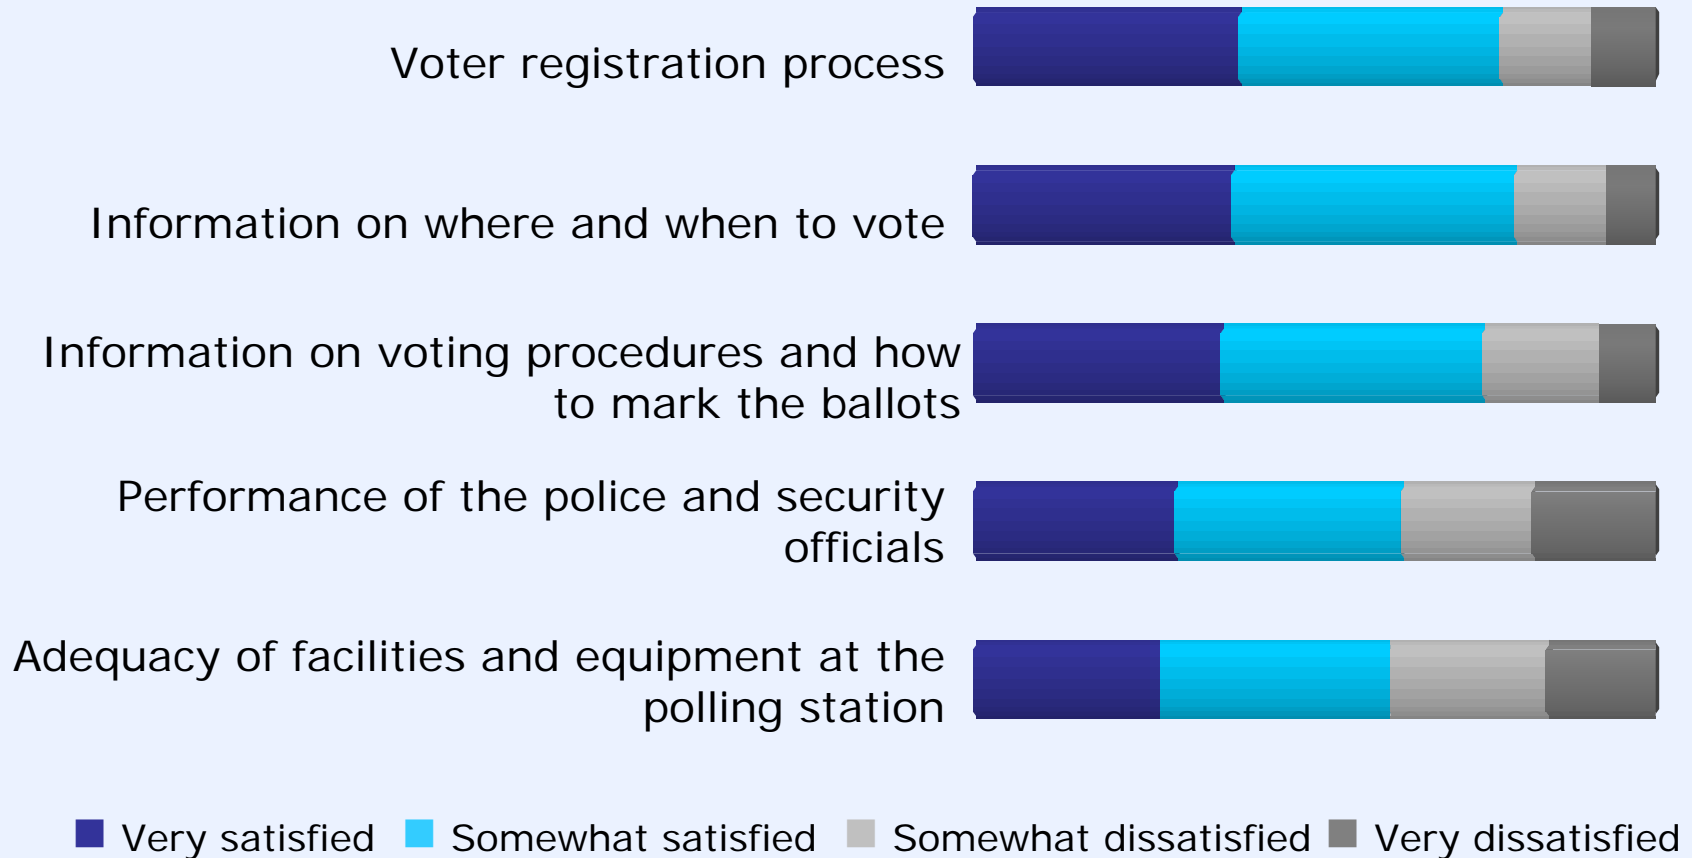 Voter registration process
Information on where and when to vote
Information on voting procedures and how
to mark the ballots
Performance of the police and security
officials
Adequacy of facilities and equipment at the
polling station
Very satisfied Somewhat satisfied Somewhat dissatisfied Very dissatisfied